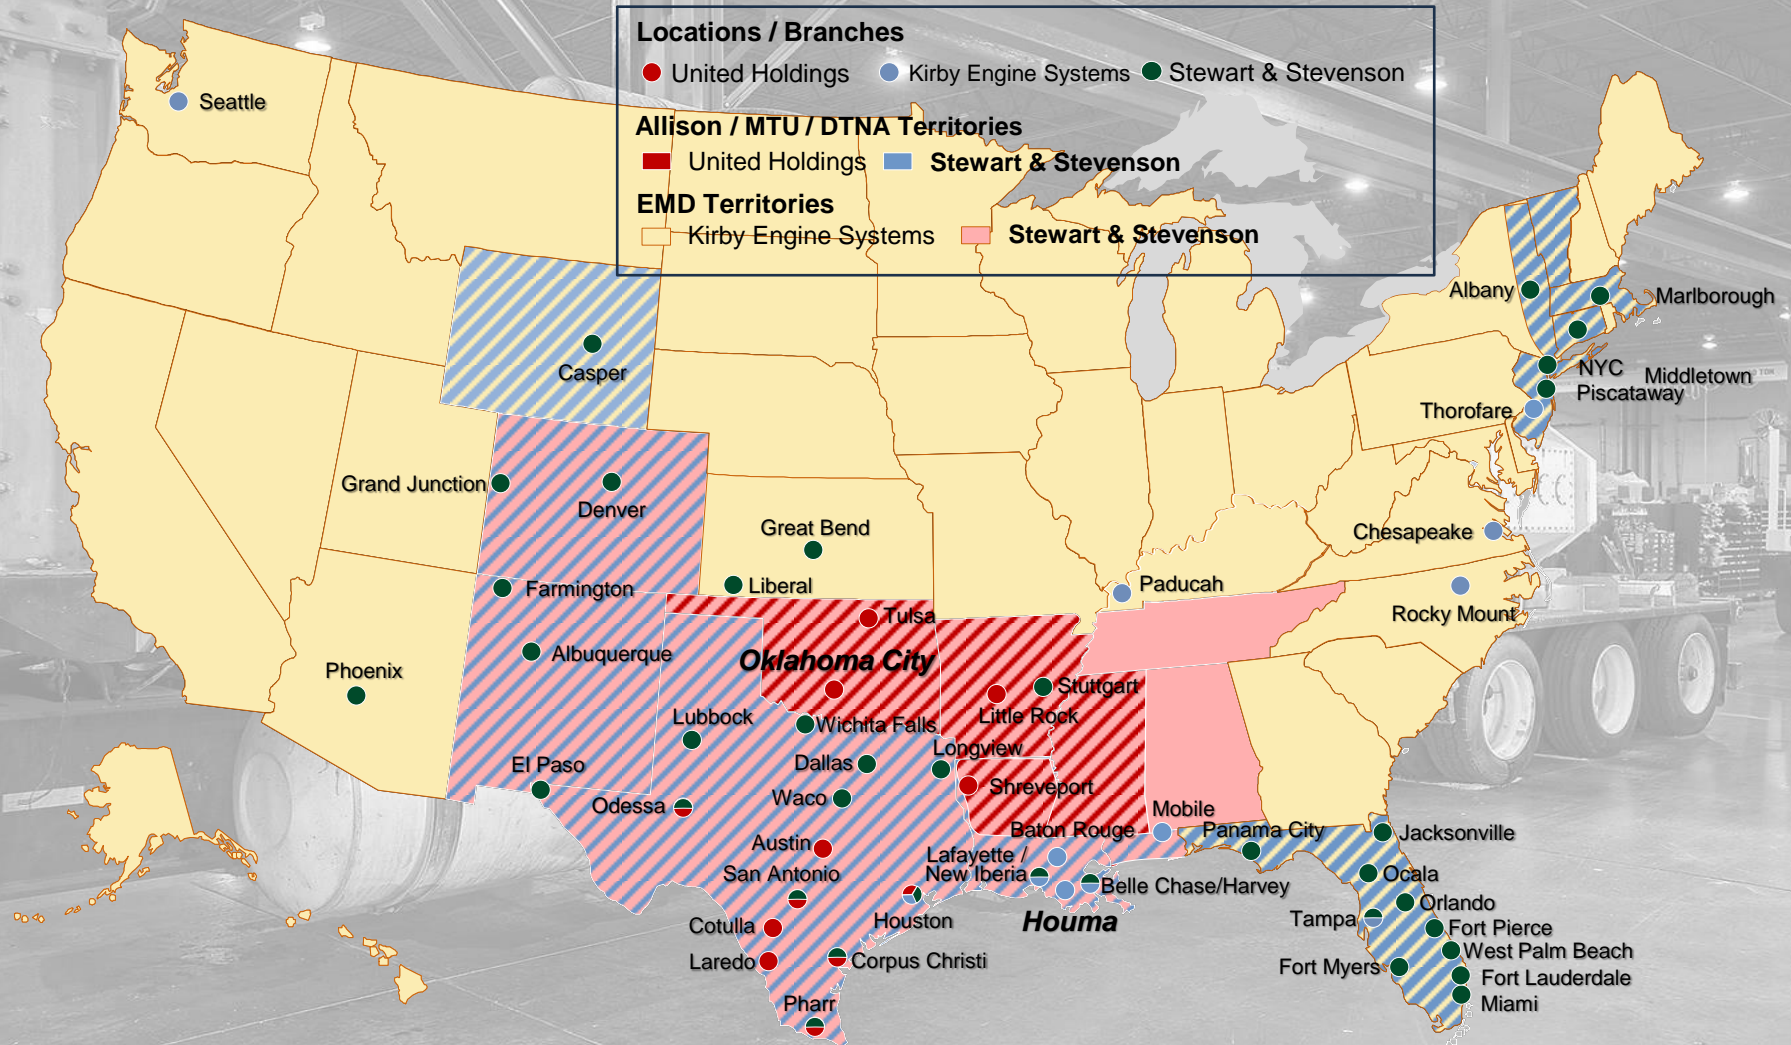 Locations / Branches
United Holdings
Kirby Engine Systems
Stewart & Stevenson
Allison / MTU / DTNA Territories
United Holdings
Stewart & Stevenson
EMD Territories
Kirby Engine Systems
Stewart & Stevenson
Seattle
Albany
Marlborough
Casper
NYC
Middletown
Piscataway
Thorofare
Grand Junction
Denver
Great Bend
Chesapeake
Farmington
Liberal
Paducah
Rocky Mount
Tulsa
Albuquerque
Oklahoma City
Phoenix
Stuttgart
Little Rock
Lubbock
Wichita Falls
Longview
El Paso
Dallas
Shreveport
Odessa
Waco
Mobile
Baton Rouge
Panama City
Jacksonville
Austin
Lafayette /
New Iberia
San Antonio
Belle Chase/Harvey
Ocala
Orlando
Houston
Houma
Tampa
Cotulla
Fort Pierce
West Palm Beach
Laredo
Corpus Christi
Fort Myers
Fort Lauderdale
Miami
Pharr